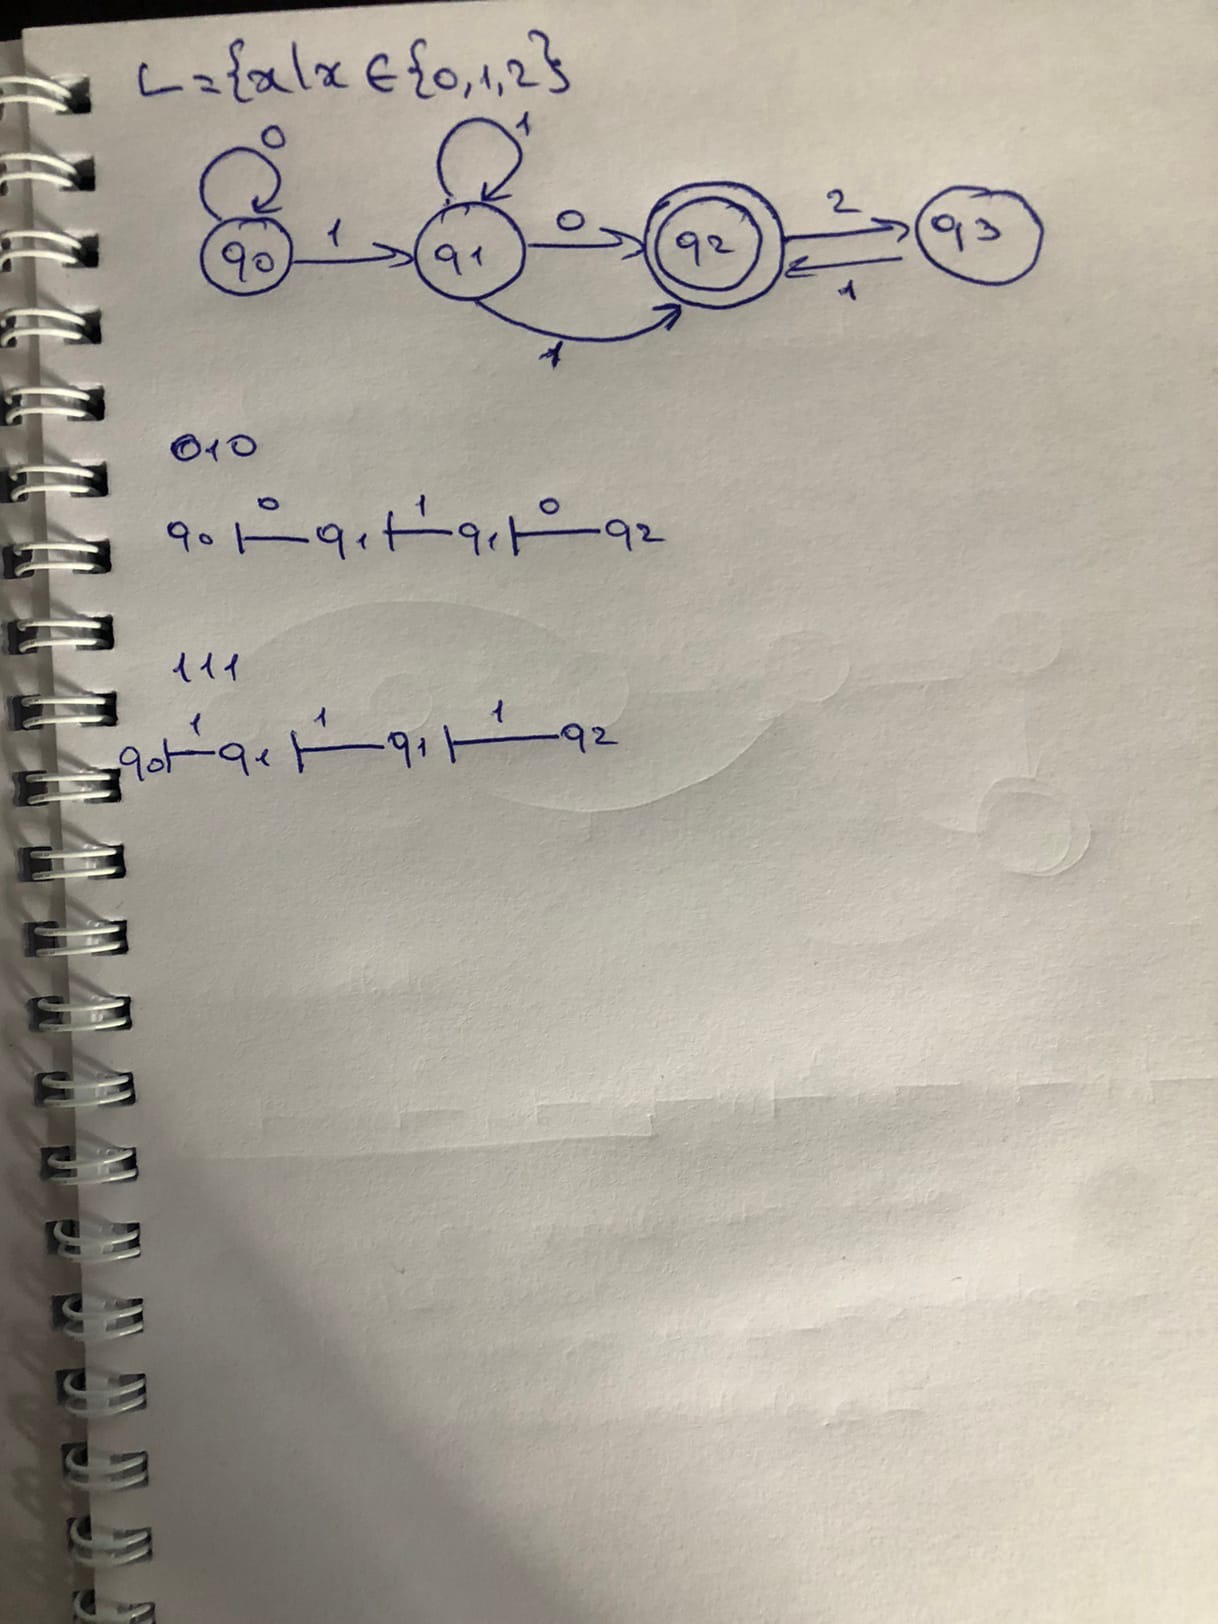 L={x|x∈{0,1,2}
0 1
q0 1 q1 0 q2 2 q3
1 1
010
0 1 0
q0 ⊢ q1 ⊢ q1 ⊢ q2
111
1 1 1
q0 ⊢ q1 ⊢ q1 ⊢ q2